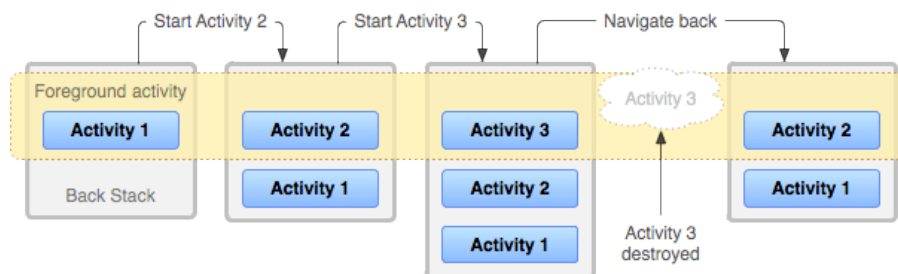 Start Activity 2
Start Activity 3
Navigate back
Foreground activity
Activity 1
Back Stack
Activity 2
Activity 1
Activity 3
Activity 2
Activity 1
Activity 3
Activity 3
destroyed
Activity 2
Activity 1